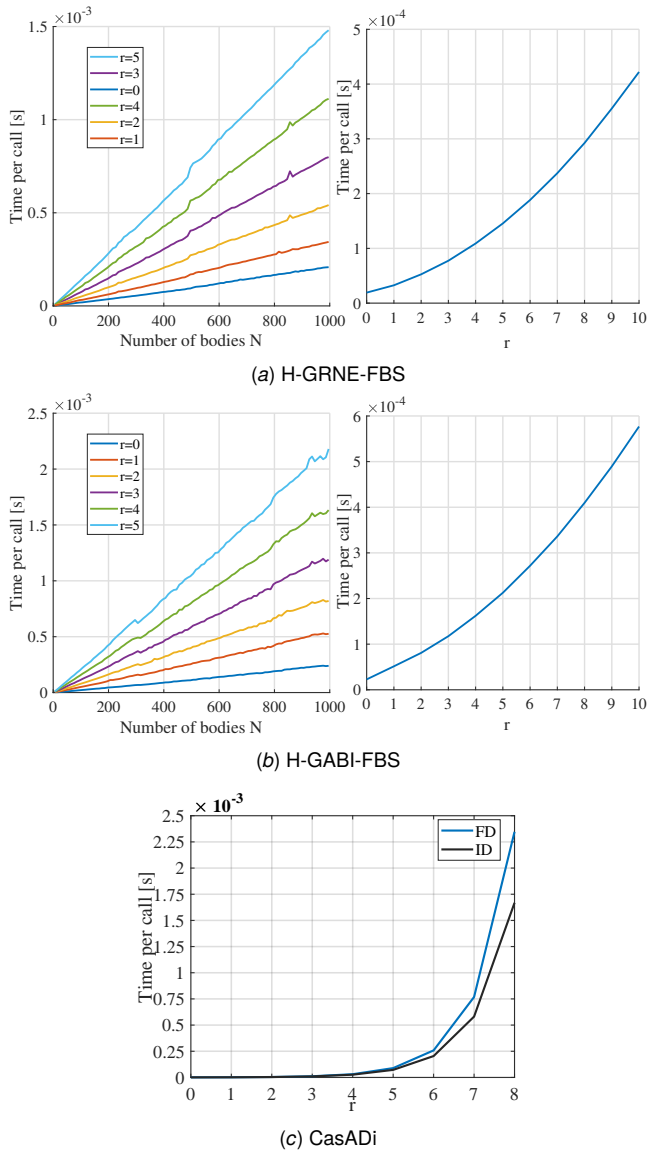 ×10⁻³
1.5
1
0.5
0
Time per call [s]
r=5
r=3
r=0
r=4
r=2
r=1
0 200 400 600 800 1000
Number of bodies N
×10⁻⁴
4
3
2
1
0
Time per call [s]
0 1 2 3 4 5 6 7 8 9 10
r
(a) H-GRNE-FBS
×10⁻³
2.5
2
1.5
1
0.5
0
Time per call [s]
r=0
r=1
r=2
r=3
r=4
r=5
0 200 400 600 800 1000
Number of bodies N
×10⁻⁴
6
5
4
3
2
1
0
Time per call [s]
0 1 2 3 4 5 6 7 8 9 10
r
(b) H-GABI-FBS
× 10⁻³
2.5
2.25
2
1.75
1.5
1.25
1
0.75
0.5
0.25
0
Time per call [s]
FD
ID
0 1 2 3 4 5 6 7 8
r
(c) CasADi